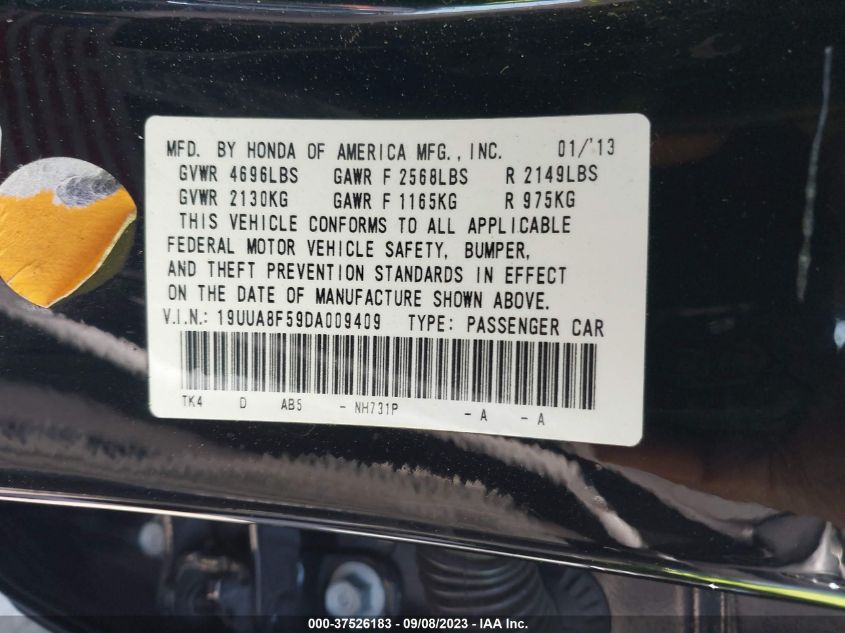 MFD. BY HONDA OF AMERICA MFG., INC. 01/'13
GVWR 4696LBS GAWR F 2568LBS R 2149LBS
GVWR 2130KG GAWR F 1165KG R 975KG
THIS VEHICLE CONFORMS TO ALL APPLICABLE
FEDERAL MOTOR VEHICLE SAFETY, BUMPER,
AND THEFT PREVENTION STANDARDS IN EFFECT
ON THE DATE OF MANUFACTURE SHOWN ABOVE.
V.I.N.: 19UUA8F59DA009409 TYPE: PASSENGER CAR
TK4 D AB5 - NH731P - A - A
000-37526183 - 09/08/2023 - IAA Inc.